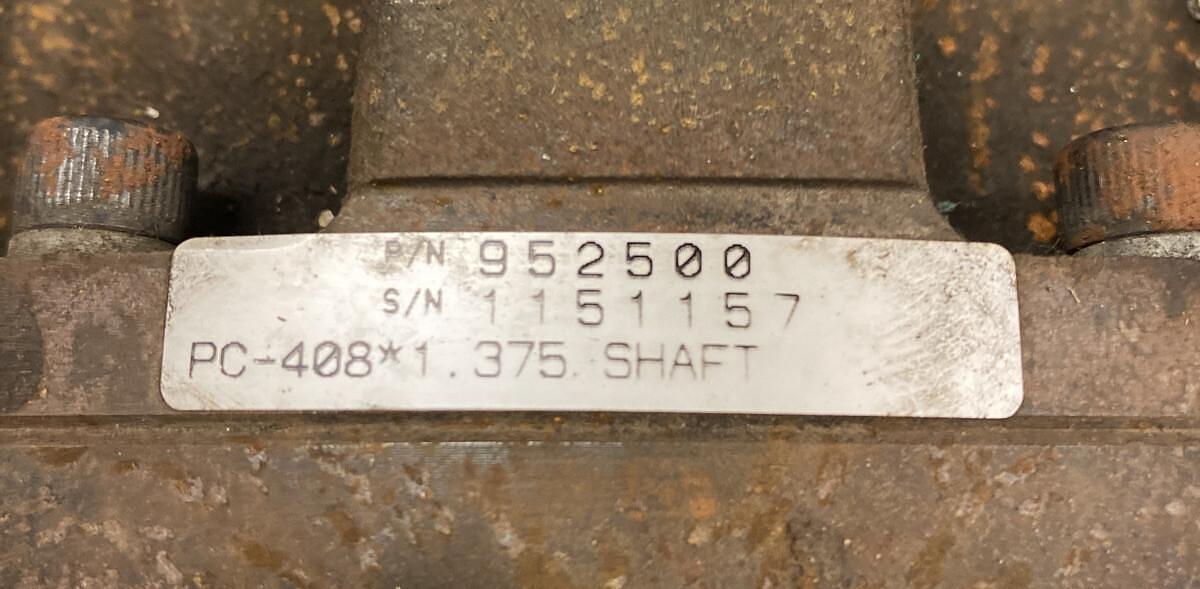 P/N 952500
S/N 1151157
PC-408*1.375 SHAFT